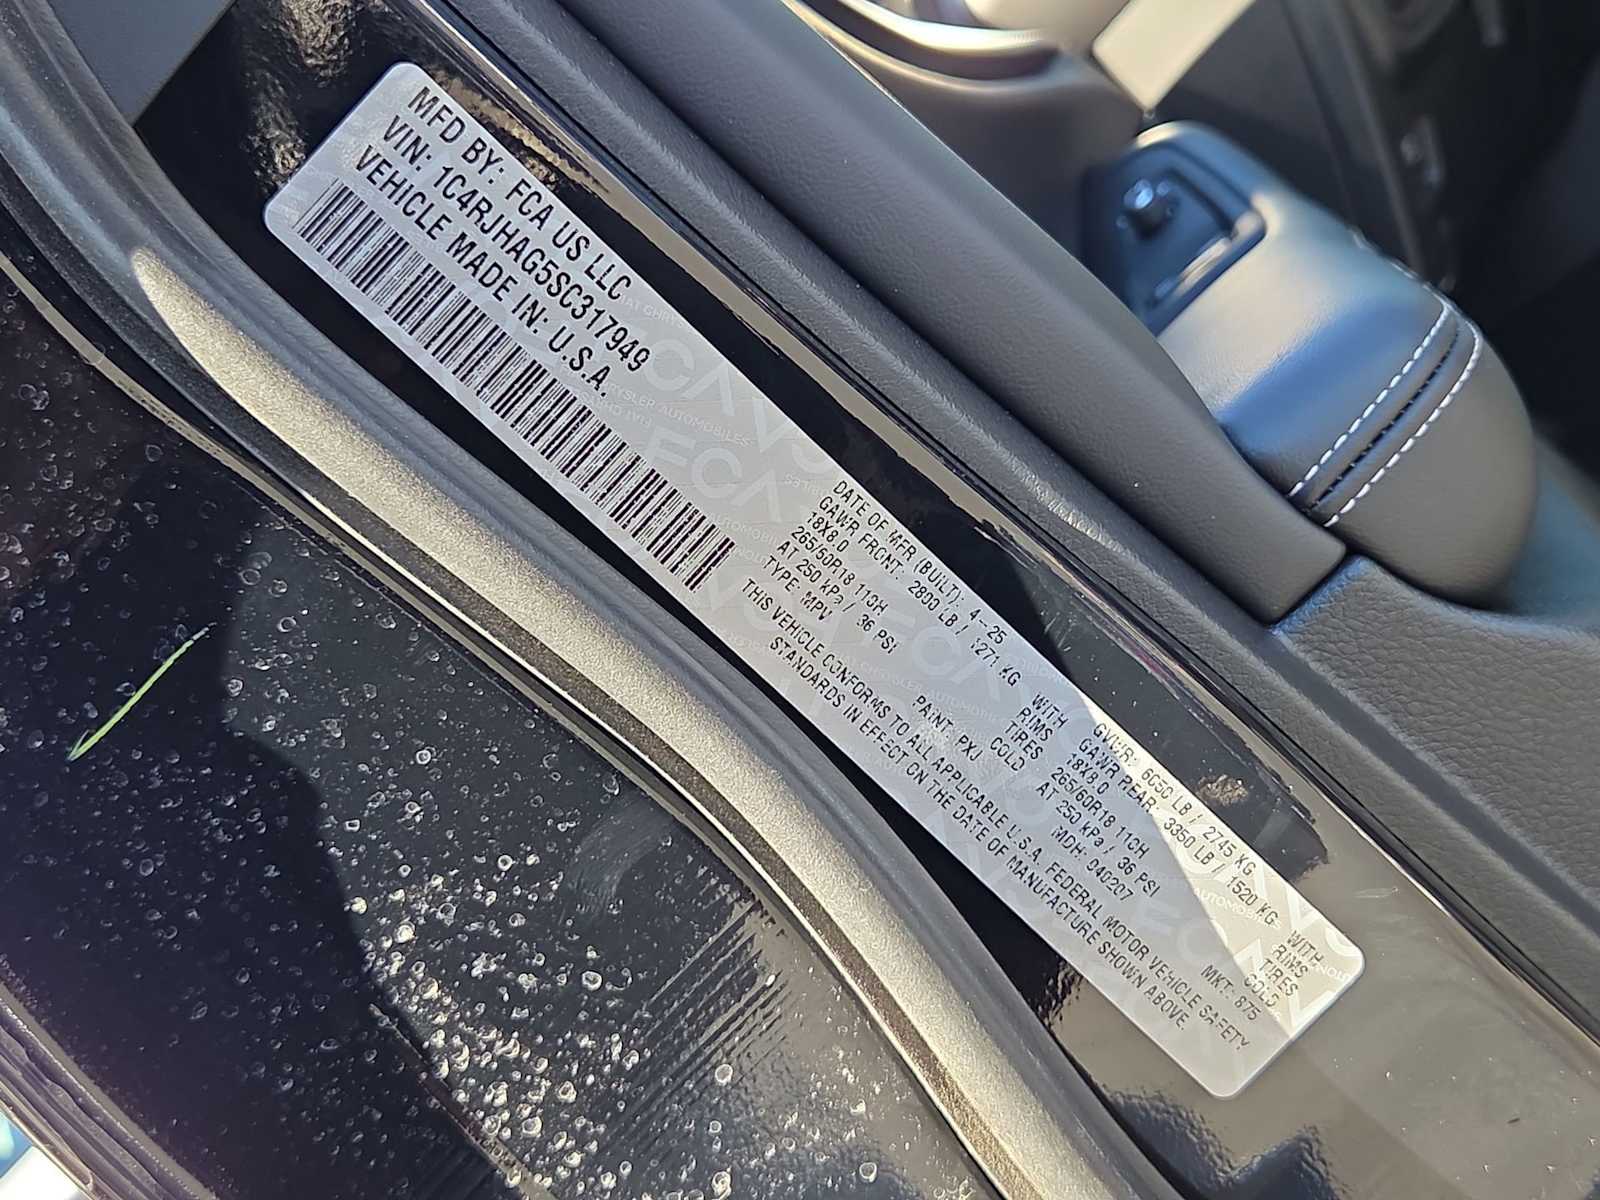 MFD BY: FCA US LLC
VIN: 1C4RJHAG5SC317949
VEHICLE MADE IN: U.S.A.
DATE OF MFR (BUILT): 4-25 GVWR: 6050 LB / 2745 KG
GAWR FRONT: 2800 LB / 1271 KG WITH GAWR REAR: 3350 LB / 1520 KG WITH
18X8.0 RIMS 18X8.0 RIMS
265/60R18 110H TIRES 265/60R18 110H TIRES
AT 250 kPa / 36 PSI COLD AT 250 kPa / 36 PSI COLD
TYPE: MPV PAINT: PXJ MDH: 040207 MKT: 875
THIS VEHICLE CONFORMS TO ALL APPLICABLE U.S.A. FEDERAL MOTOR VEHICLE SAFETY
STANDARDS IN EFFECT ON THE DATE OF MANUFACTURE SHOWN ABOVE